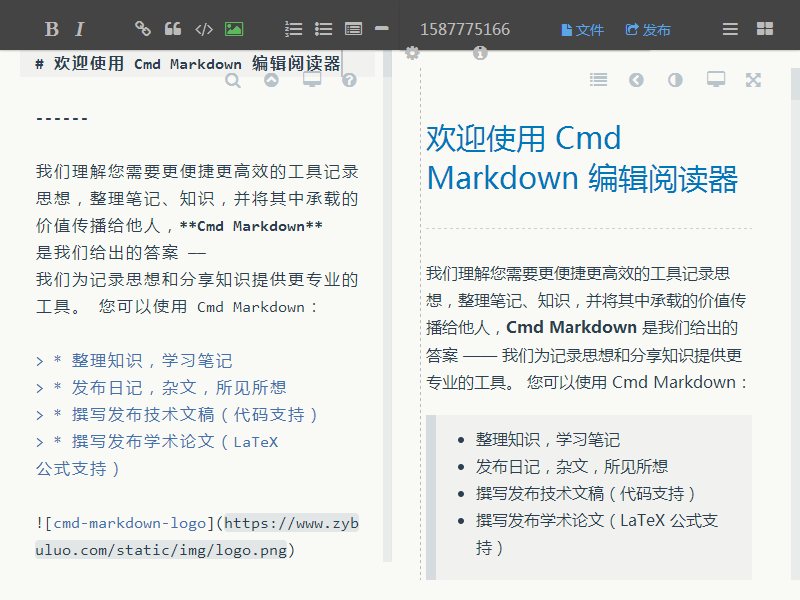 B I </> 1587775166 文件 发布
# 欢迎使用 Cmd Markdown 编辑阅读器
------
我们理解您需要更便捷更高效的工具记录
思想，整理笔记、知识，并将其中承载的
价值传播给他人，**Cmd Markdown**
是我们给出的答案 ——
我们为记录思想和分享知识提供更专业的
工具。 您可以使用 Cmd Markdown：
> * 整理知识，学习笔记
> * 发布日记，杂文，所见所想
> * 撰写发布技术文稿（代码支持）
> * 撰写发布学术论文（LaTeX
公式支持）
![cmd-markdown-logo](https://www.zyb
uluo.com/static/img/logo.png)
欢迎使用 Cmd
Markdown 编辑阅读器
我们理解您需要更便捷更高效的工具记录思
想，整理笔记、知识，并将其中承载的价值传
播给他人，Cmd Markdown 是我们给出的
答案 —— 我们为记录思想和分享知识提供更
专业的工具。 您可以使用 Cmd Markdown：
• 整理知识，学习笔记
• 发布日记，杂文，所见所想
• 撰写发布技术文稿（代码支持）
• 撰写发布学术论文（LaTeX 公式支
持）